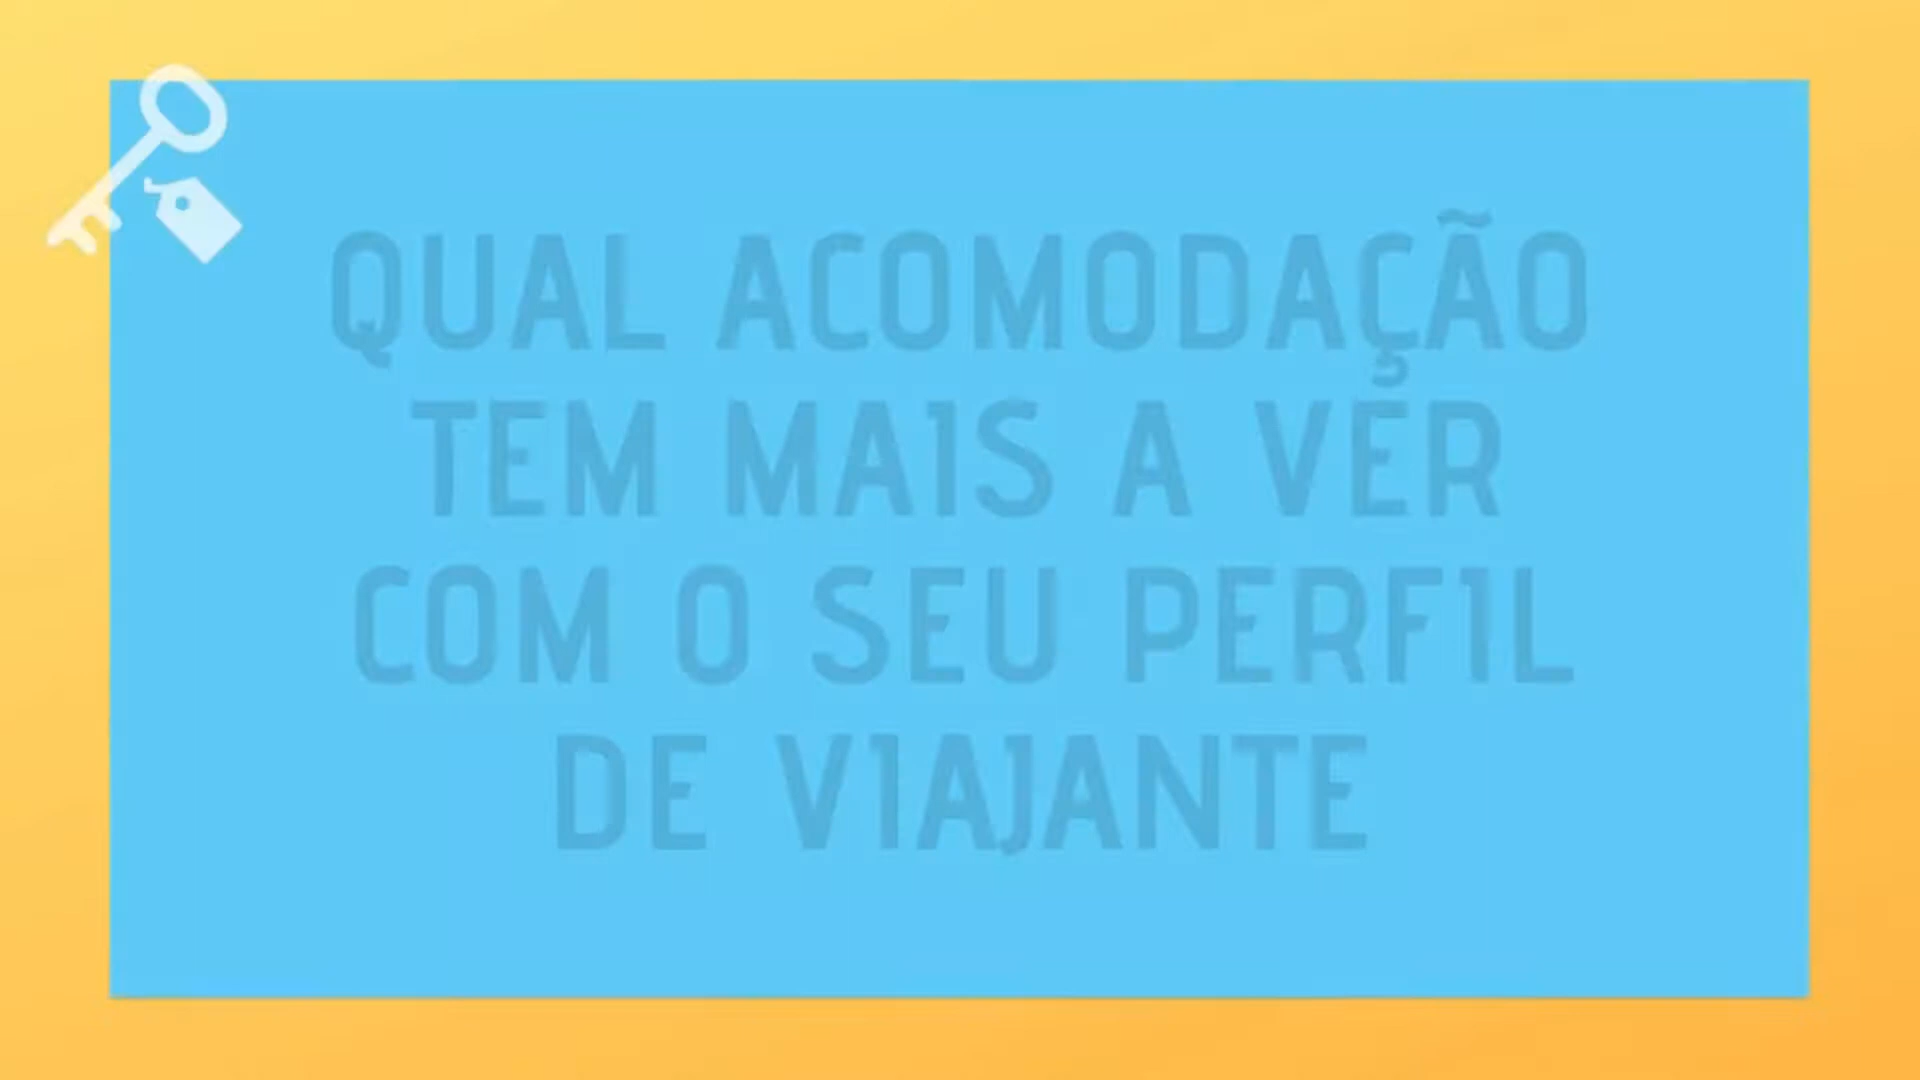 QUAL ACOMODAÇÃO
TEM MAIS A VER
COM O SEU PERFIL
DE VIAJANTE